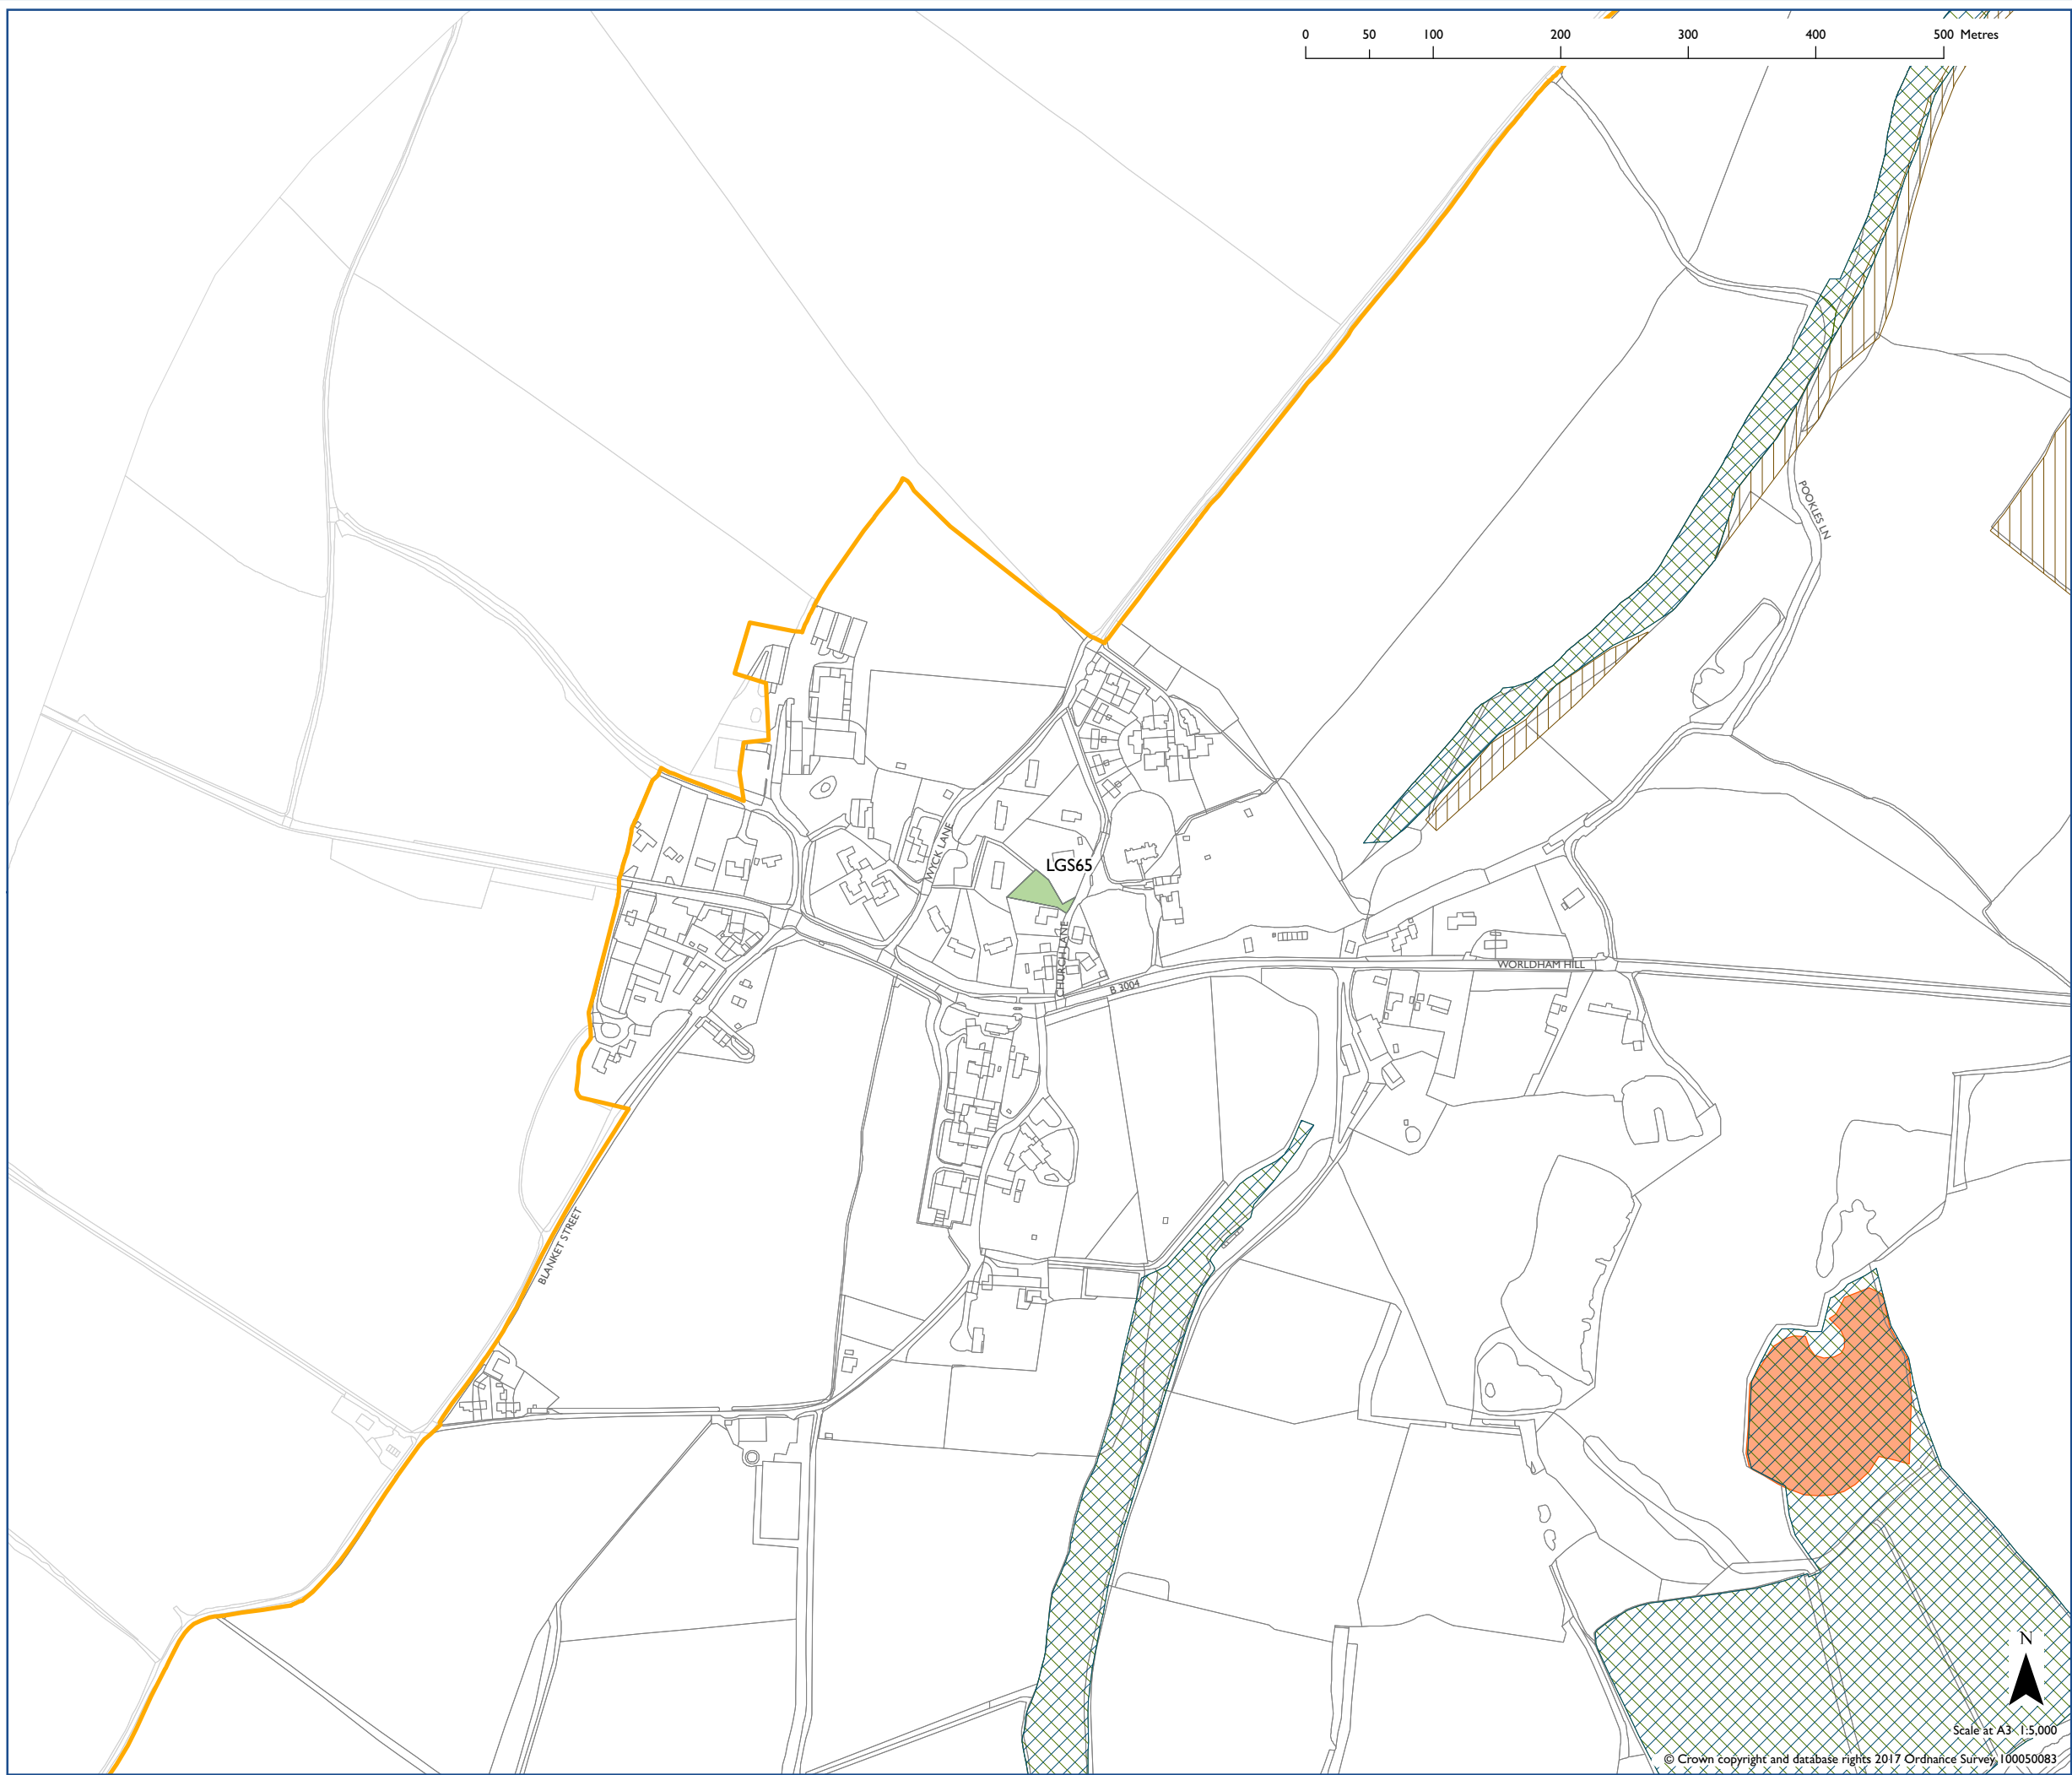 0 50 100 200 300 400 500 Metres
POOKLES LN
WYCK LANE
LGS65
CHURCH LANE
WORLDHAM HILL
B 3004
BLANKET STREET
N
Scale at A3 1:5,000
© Crown copyright and database rights 2017 Ordnance Survey 100050083